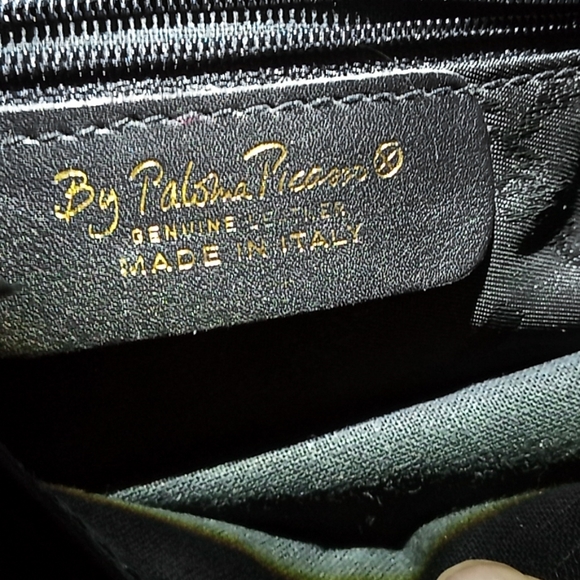 By Paloma Picasso ®
GENUINE LEATHER
MADE IN ITALY